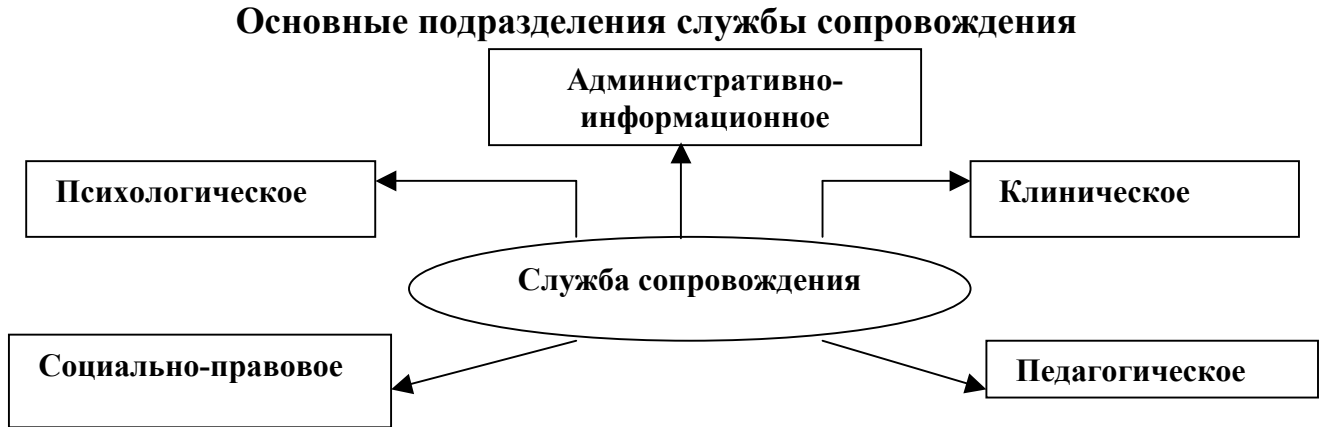 Основные подразделения службы сопровождения
Административно-
информационное
Психологическое
Клиническое
Служба сопровождения
Социально-правовое
Педагогическое